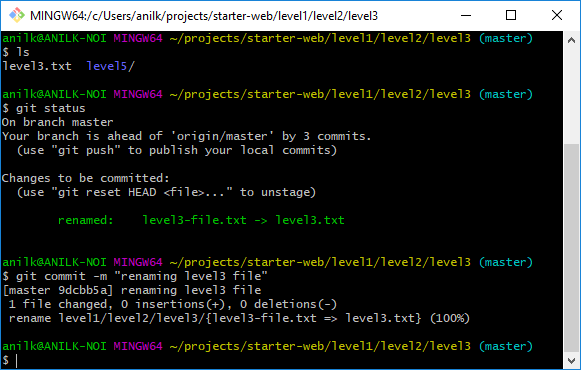 MINGW64:/c/Users/anilk/projects/starter-web/level1/level2/level3
anilk@ANILK-NOI MINGW64 ~/projects/starter-web/level1/level2/level3 (master)
$ ls
level3.txt  level5/
anilk@ANILK-NOI MINGW64 ~/projects/starter-web/level1/level2/level3 (master)
$ git status
On branch master
Your branch is ahead of 'origin/master' by 3 commits.
  (use "git push" to publish your local commits)
Changes to be committed:
  (use "git reset HEAD <file>..." to unstage)
        renamed:    level3-file.txt -> level3.txt
anilk@ANILK-NOI MINGW64 ~/projects/starter-web/level1/level2/level3 (master)
$ git commit -m "renaming level3 file"
[master 9dcbb5a] renaming level3 file
 1 file changed, 0 insertions(+), 0 deletions(-)
 rename level1/level2/level3/{level3-file.txt => level3.txt} (100%)
anilk@ANILK-NOI MINGW64 ~/projects/starter-web/level1/level2/level3 (master)
$